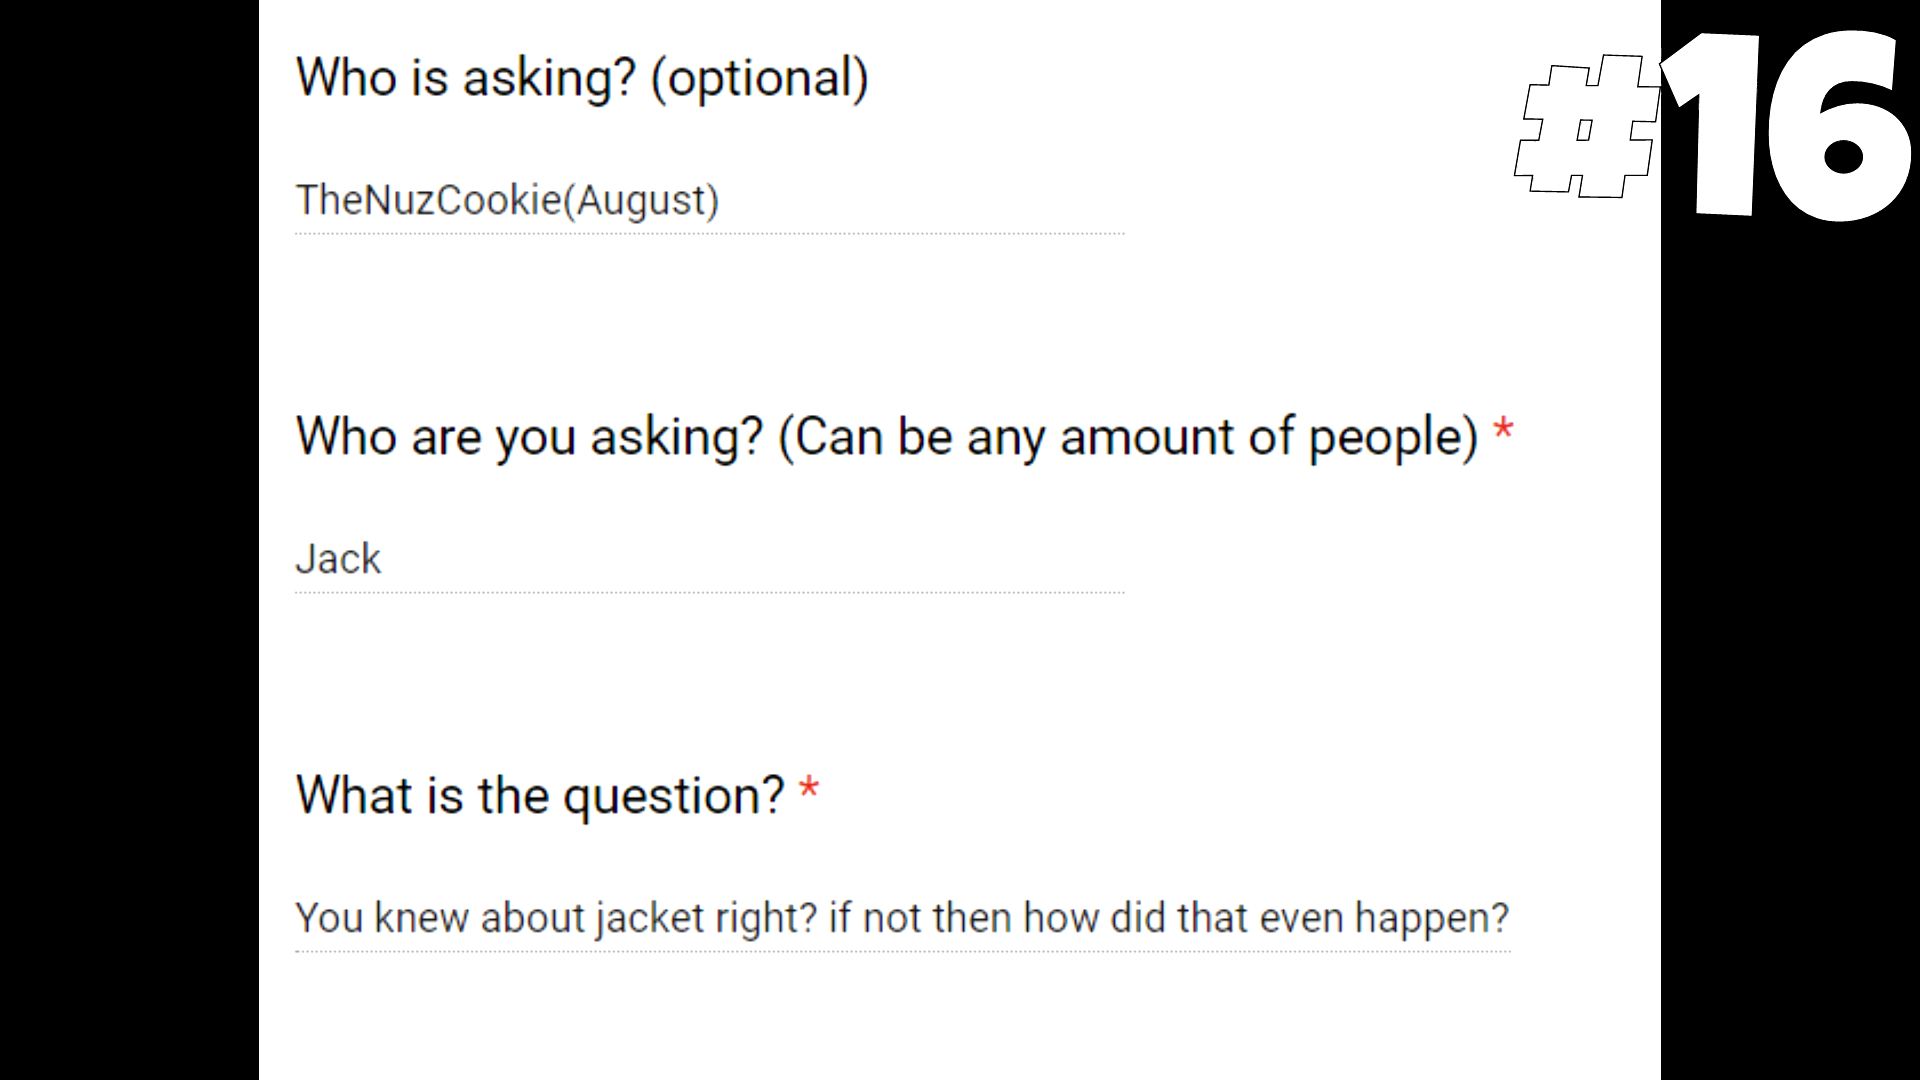 Who is asking? (optional)
#16
TheNuzCookie(August)
Who are you asking? (Can be any amount of people) *
Jack
What is the question? *
You knew about jacket right? if not then how did that even happen?